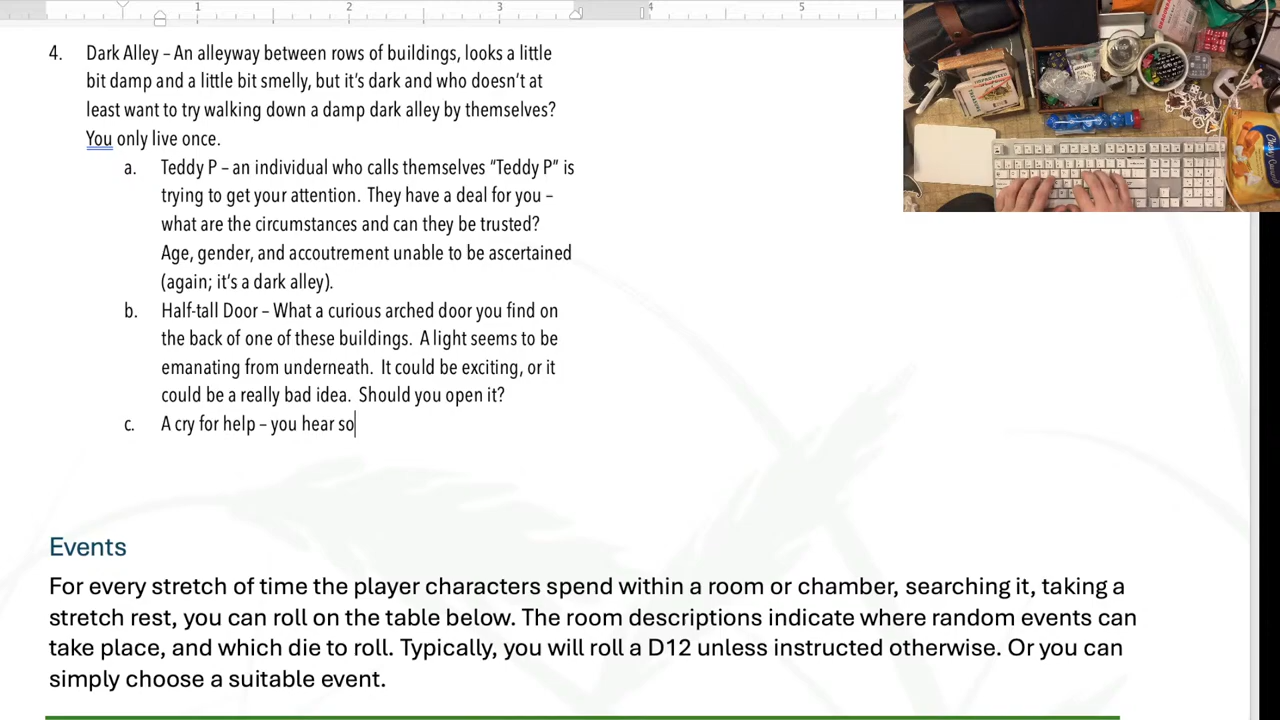 1 2 3 4 5
4. Dark Alley – An alleyway between rows of buildings, looks a little
bit damp and a little bit smelly, but it's dark and who doesn't at
least want to try walking down a damp dark alley by themselves?
You only live once.
a. Teddy P – an individual who calls themselves "Teddy P" is
trying to get your attention. They have a deal for you –
what are the circumstances and can they be trusted?
Age, gender, and accoutrement unable to be ascertained
(again; it's a dark alley).
b. Half-tall Door – What a curious arched door you find on
the back of one of these buildings. A light seems to be
emanating from underneath. It could be exciting, or it
could be a really bad idea. Should you open it?
c. A cry for help – you hear so
Events
For every stretch of time the player characters spend within a room or chamber, searching it, taking a
stretch rest, you can roll on the table below. The room descriptions indicate where random events can
take place, and which die to roll. Typically, you will roll a D12 unless instructed otherwise. Or you can
simply choose a suitable event.